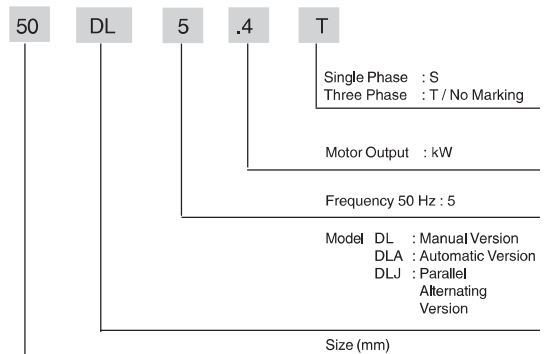 50 DL 5 .4 T
Single Phase : S
Three Phase : T / No Marking
Motor Output : kW
Frequency 50 Hz : 5
Model DL : Manual Version
DLA : Automatic Version
DLJ : Parallel
Alternating
Version
Size (mm)